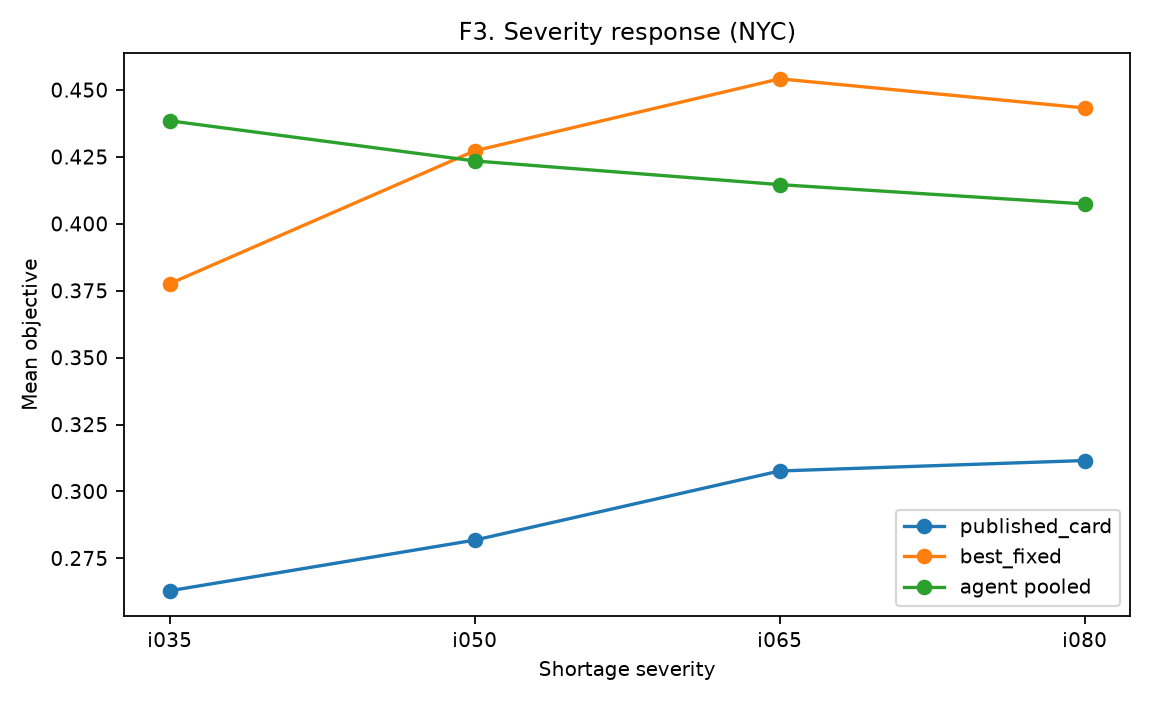 F3. Severity response (NYC)
Mean objective
0.450
0.425
0.400
0.375
0.350
0.325
0.300
0.275
i035
i050
i065
i080
Shortage severity
published_card
best_fixed
agent pooled